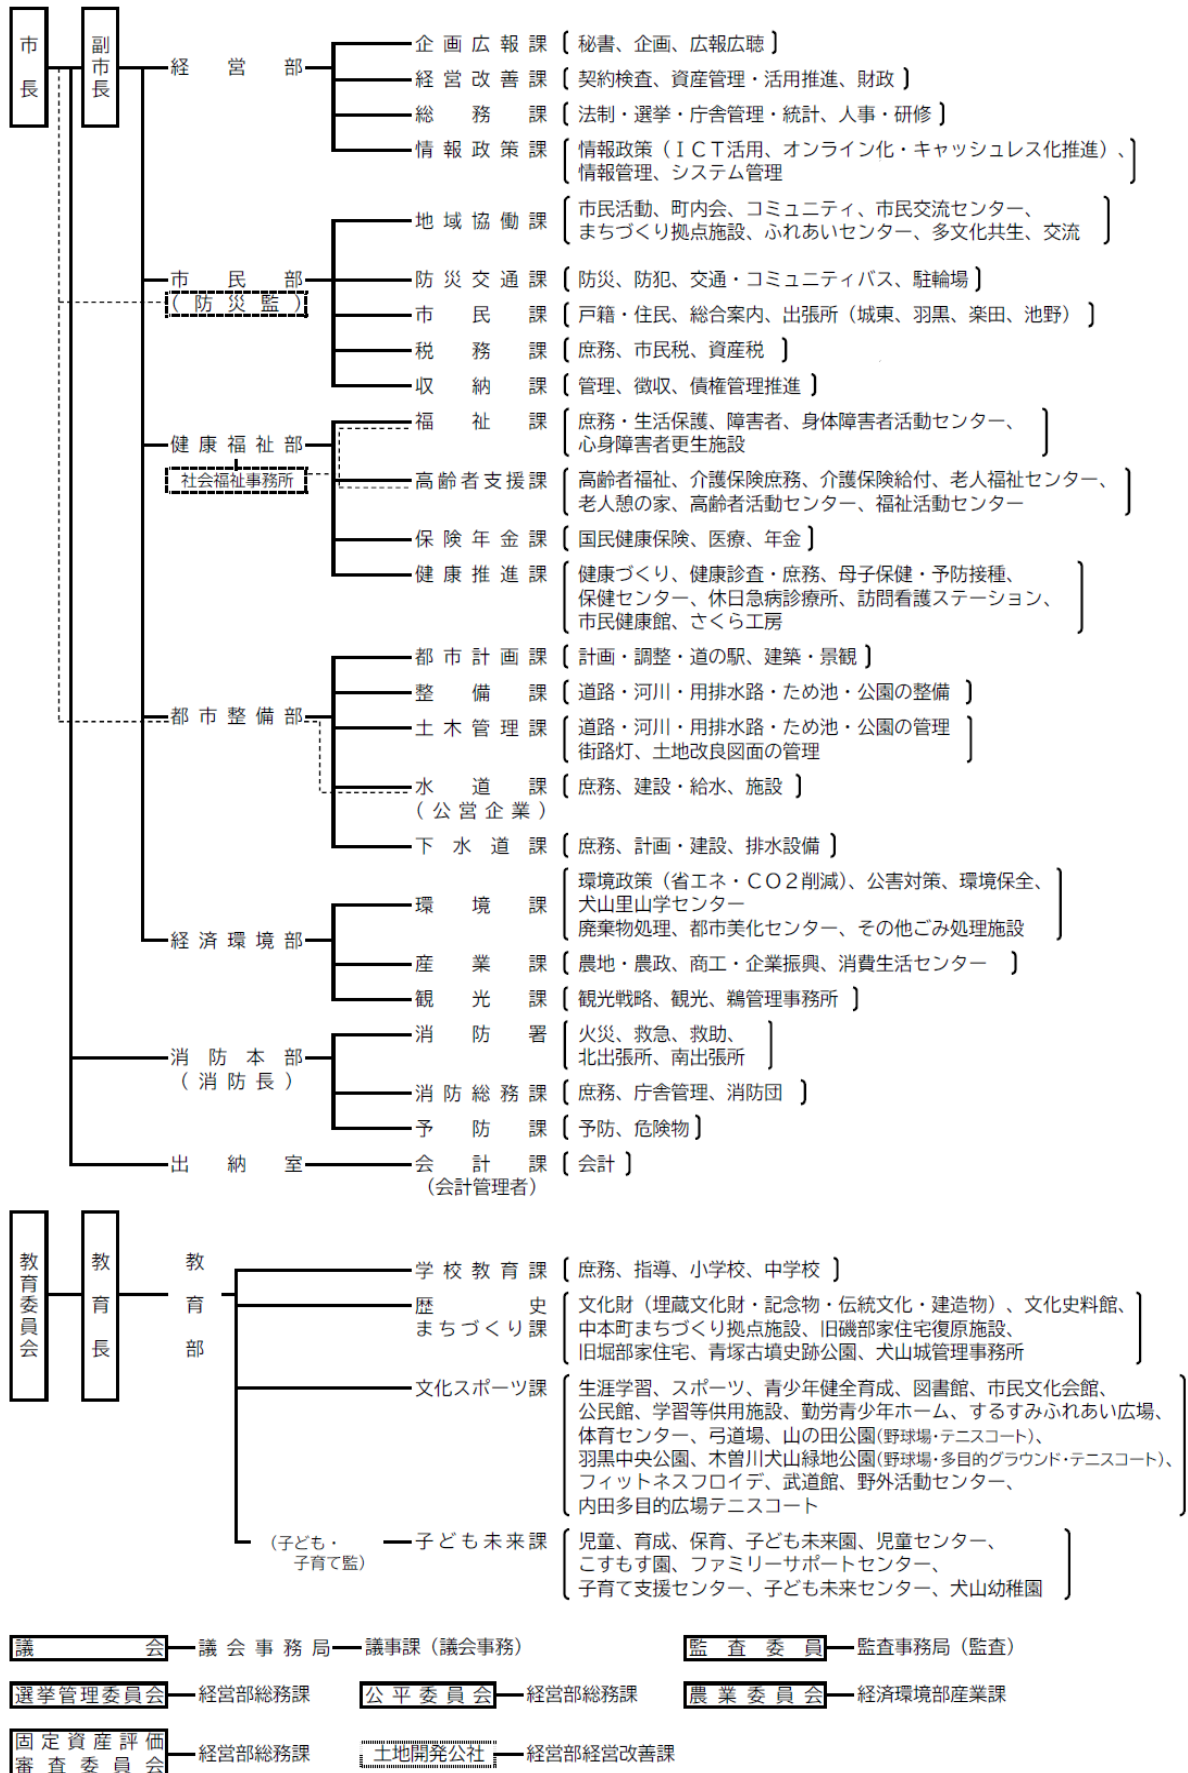 市長
副市長
経営部
企画広報課 〔 秘書、企画、広報広聴 〕
経営改善課 〔 契約検査、資産管理・活用推進、財政 〕
総務課 〔 法制・選挙・庁舎管理・統計、人事・研修 〕
情報政策課 〔 情報政策（ＩＣＴ活用、オンライン化・キャッシュレス化推進）、
情報管理、システム管理 〕
市民部
（防災監）
地域協働課 〔 市民活動、町内会、コミュニティ、市民交流センター、
まちづくり拠点施設、ふれあいセンター、多文化共生、交流 〕
防災交通課 〔 防災、防犯、交通・コミュニティバス、駐輪場 〕
市民課 〔 戸籍・住民、総合案内、出張所（城東、羽黒、楽田、池野） 〕
税務課 〔 庶務、市民税、資産税 〕
収納課 〔 管理、徴収、債権管理推進 〕
健康福祉部
社会福祉事務所
福祉課 〔 庶務・生活保護、障害者、身体障害者活動センター、
心身障害者更生施設 〕
高齢者支援課 〔 高齢者福祉、介護保険庶務、介護保険給付、老人福祉センター、
老人憩の家、高齢者活動センター、福祉活動センター 〕
保険年金課 〔 国民健康保険、医療、年金 〕
健康推進課 〔 健康づくり、健康診査・庶務、母子保健・予防接種、
保健センター、休日急病診療所、訪問看護ステーション、
市民健康館、さくら工房 〕
都市整備部
都市計画課 〔 計画・調整・道の駅、建築・景観 〕
整備課 〔 道路・河川・用排水路・ため池・公園の整備 〕
土木管理課 〔 道路・河川・用排水路・ため池・公園の管理
街路灯、土地改良図面の管理 〕
水道課 〔 庶務、建設・給水、施設 〕
（公営企業）
下水道課 〔 庶務、計画・建設、排水設備 〕
経済環境部
環境課 〔 環境政策（省エネ・ＣＯ２削減）、公害対策、環境保全、
犬山里山学センター
廃棄物処理、都市美化センター、その他ごみ処理施設 〕
産業課 〔 農地・農政、商工・企業振興、消費生活センター 〕
観光課 〔 観光戦略、観光、鵜管理事務所 〕
消防本部
（消防長）
消防署 〔 火災、救急、救助、
北出張所、南出張所 〕
消防総務課 〔 庶務、庁舎管理、消防団 〕
予防課 〔 予防、危険物 〕
出納室
会計課 〔 会計 〕
（会計管理者）
教育委員会
教育長
教育部
学校教育課 〔 庶務、指導、小学校、中学校 〕
歴史
まちづくり課
〔 文化財（埋蔵文化財・記念物・伝統文化・建造物）、文化史料館、
中本町まちづくり拠点施設、旧磯部家住宅復原施設、
旧堀部家住宅、青塚古墳史跡公園、犬山城管理事務所 〕
文化スポーツ課 〔 生涯学習、スポーツ、青少年健全育成、図書館、市民文化会館、
公民館、学習等供用施設、勤労青少年ホーム、するすみふれあい広場、
体育センター、弓道場、山の田公園(野球場・テニスコート)、
羽黒中央公園、木曽川犬山緑地公園(野球場・多目的グラウンド・テニスコート)、
フィットネスフロイデ、武道館、野外活動センター、
内田多目的広場テニスコート 〕
（子ども・
子育て監）
子ども未来課 〔 児童、育成、保育、子ども未来園、児童センター、
こすもす園、ファミリーサポートセンター、
子育て支援センター、子ども未来センター、犬山幼稚園 〕
議会 議会事務局 議事課（議会事務）
監査委員 監査事務局（監査）
選挙管理委員会 経営部総務課
公平委員会 経営部総務課
農業委員会 経済環境部産業課
固定資産評価
審査委員会
経営部総務課
土地開発公社 経営部経営改善課